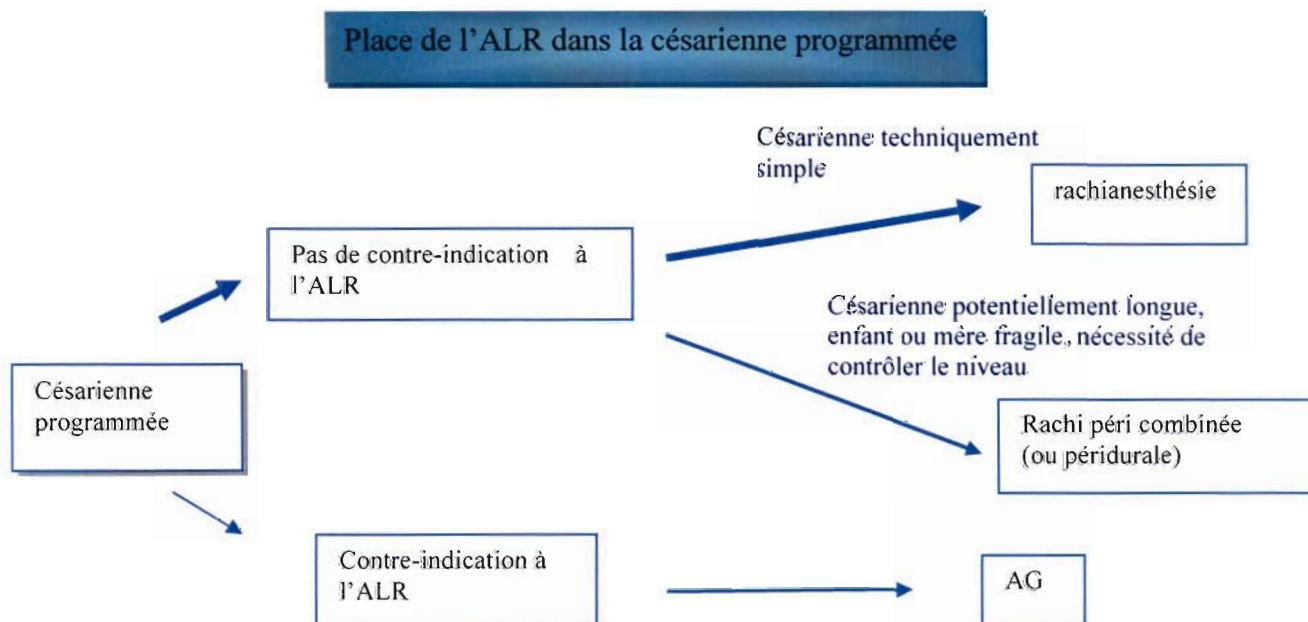 Place de l'ALR dans la césarienne programmée
Césarienne techniquement
simple
rachianesthésie
Pas de contre-indication à
l'ALR
Césarienne potentiellement longue,
enfant ou mère fragile, nécessité de
contrôler le niveau
Césarienne
programmée
Rachi péri combinée
(ou péridurale)
Contre-indication à
l'ALR
AG